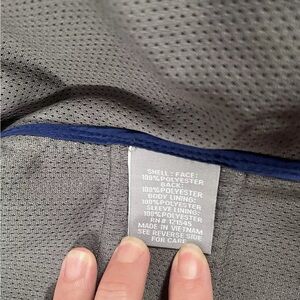 SHELL : FACE:
100%POLYESTER
BACK:
100%POLYESTER
BODY LINING:
100%POLYESTER
SLEEVE LINING:
100%POLYESTER
RN# 121545
MADE IN VIETNAM
SEE REVERSE SIDE
FOR CARE